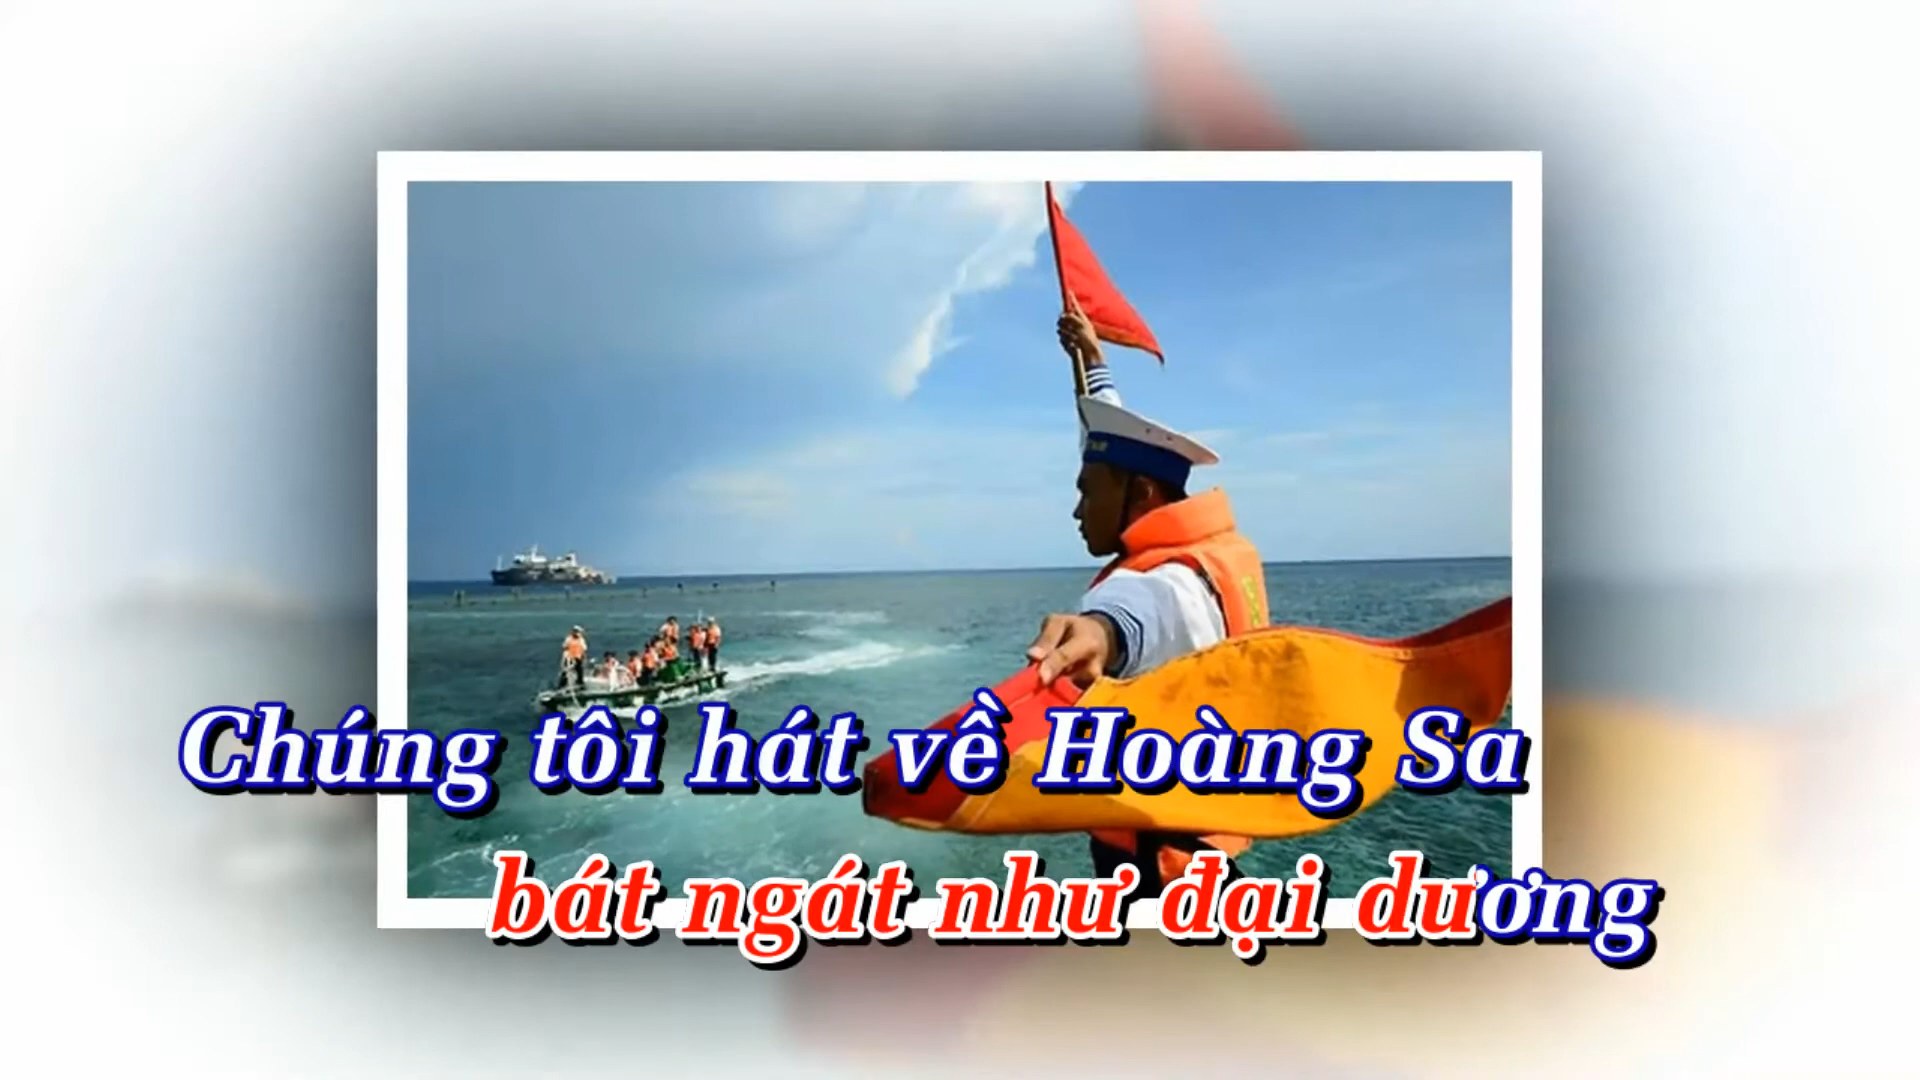 Chúng tôi hát về Hoàng Sa
bát ngát như đại dương